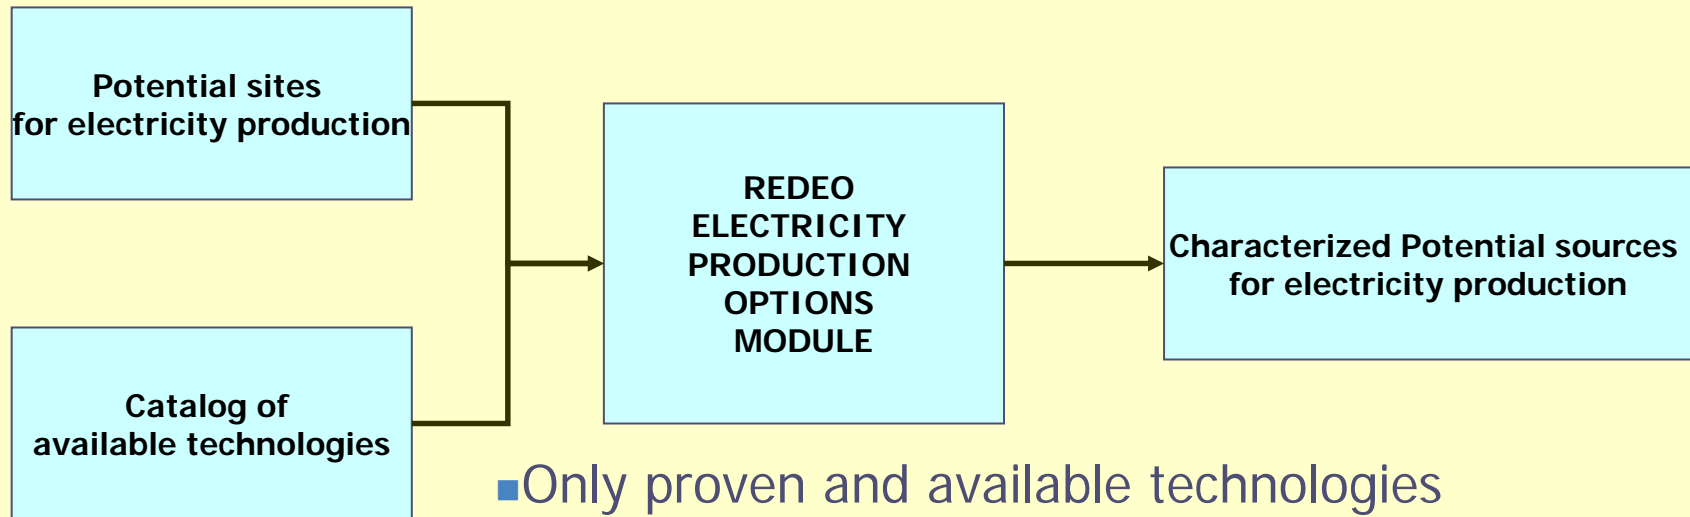 Potential sites
for electricity production
Catalog of
available technologies
REDEO
ELECTRICITY
PRODUCTION
OPTIONS
MODULE
Characterized Potential sources
for electricity production
■Only proven and available technologies